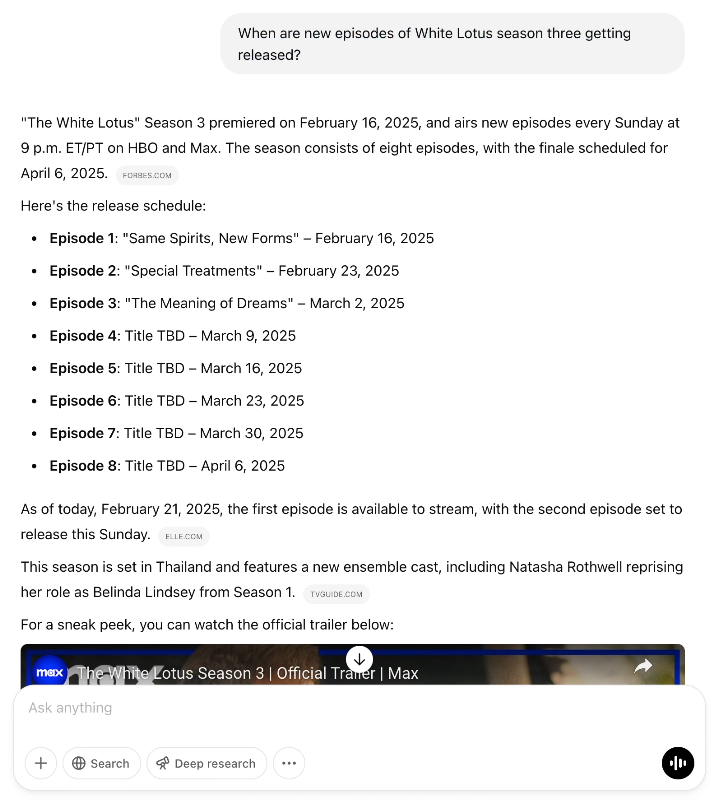 When are new episodes of White Lotus season three getting
released?
"The White Lotus" Season 3 premiered on February 16, 2025, and airs new episodes every Sunday at
9 p.m. ET/PT on HBO and Max. The season consists of eight episodes, with the finale scheduled for
April 6, 2025. FORBES.COM
Here's the release schedule:
• Episode 1: "Same Spirits, New Forms" – February 16, 2025
• Episode 2: "Special Treatments" – February 23, 2025
• Episode 3: "The Meaning of Dreams" – March 2, 2025
• Episode 4: Title TBD – March 9, 2025
• Episode 5: Title TBD – March 16, 2025
• Episode 6: Title TBD – March 23, 2025
• Episode 7: Title TBD – March 30, 2025
• Episode 8: Title TBD – April 6, 2025
As of today, February 21, 2025, the first episode is available to stream, with the second episode set to
release this Sunday. ELLE.COM
This season is set in Thailand and features a new ensemble cast, including Natasha Rothwell reprising
her role as Belinda Lindsey from Season 1. TVGUIDE.COM
For a sneak peek, you can watch the official trailer below:
max The White Lotus Season 3 | Official Trailer | Max
Ask anything
Search Deep research